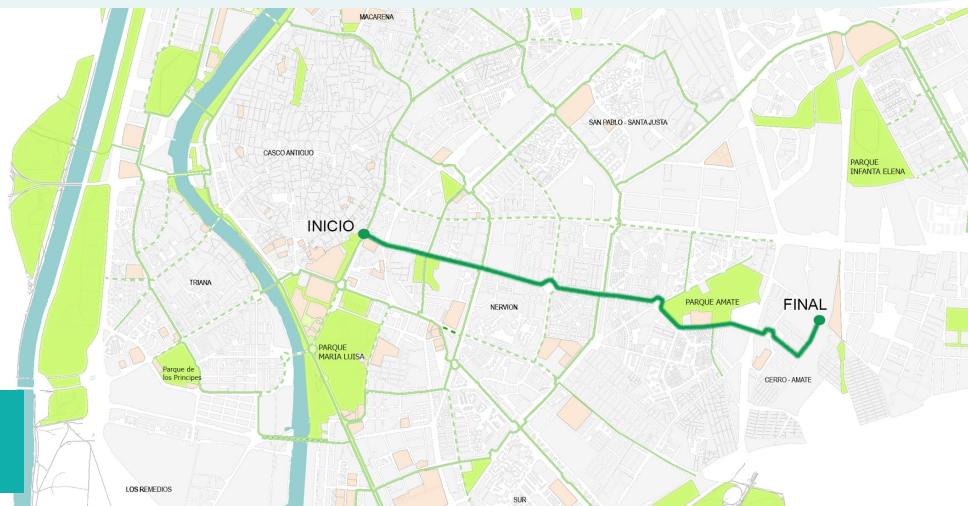 MACARENA
SAN PABLO - SANTA JUSTA
CASCO ANTIGUO
PARQUE
INFANTA ELENA
INICIO
TRIANA
PARQUE AMATE
FINAL
NERVION
PARQUE
MARIA LUISA
Parque de
los Principes
CERRO - AMATE
LOS REMEDIOS
SUR